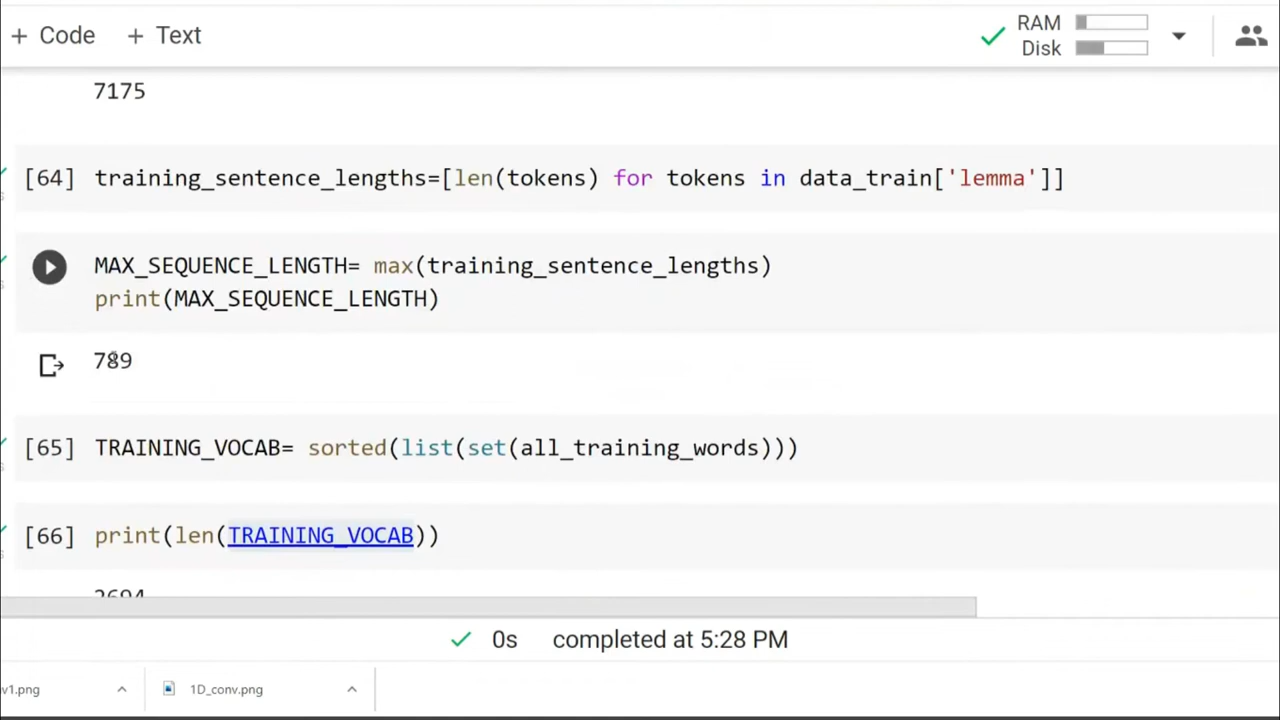 + Code + Text
RAM
Disk
7175
[64] training_sentence_lengths=[len(tokens) for tokens in data_train['lemma']]
MAX_SEQUENCE_LENGTH= max(training_sentence_lengths)
print(MAX_SEQUENCE_LENGTH)
789
[65] TRAINING_VOCAB= sorted(list(set(all_training_words)))
[66] print(len(TRAINING_VOCAB))
0s completed at 5:28 PM
v1.png 1D_conv.png